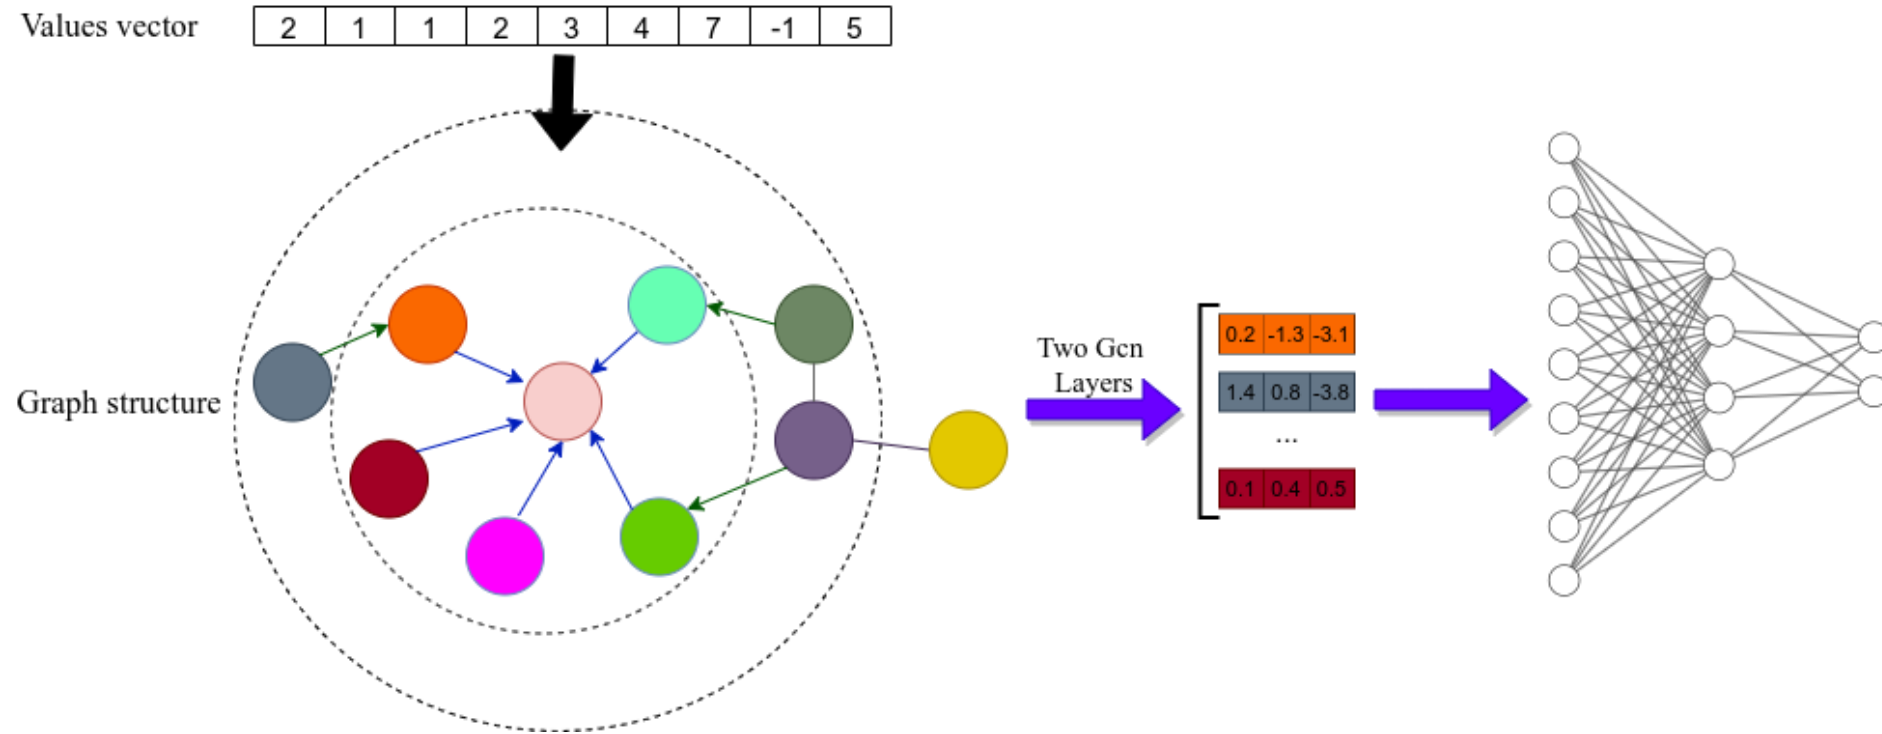 Values vector 2 1 1 2 3 4 7 -1 5
Graph structure
Two Gcn
Layers
0.2 -1.3 -3.1
1.4 0.8 -3.8
...
0.1 0.4 0.5